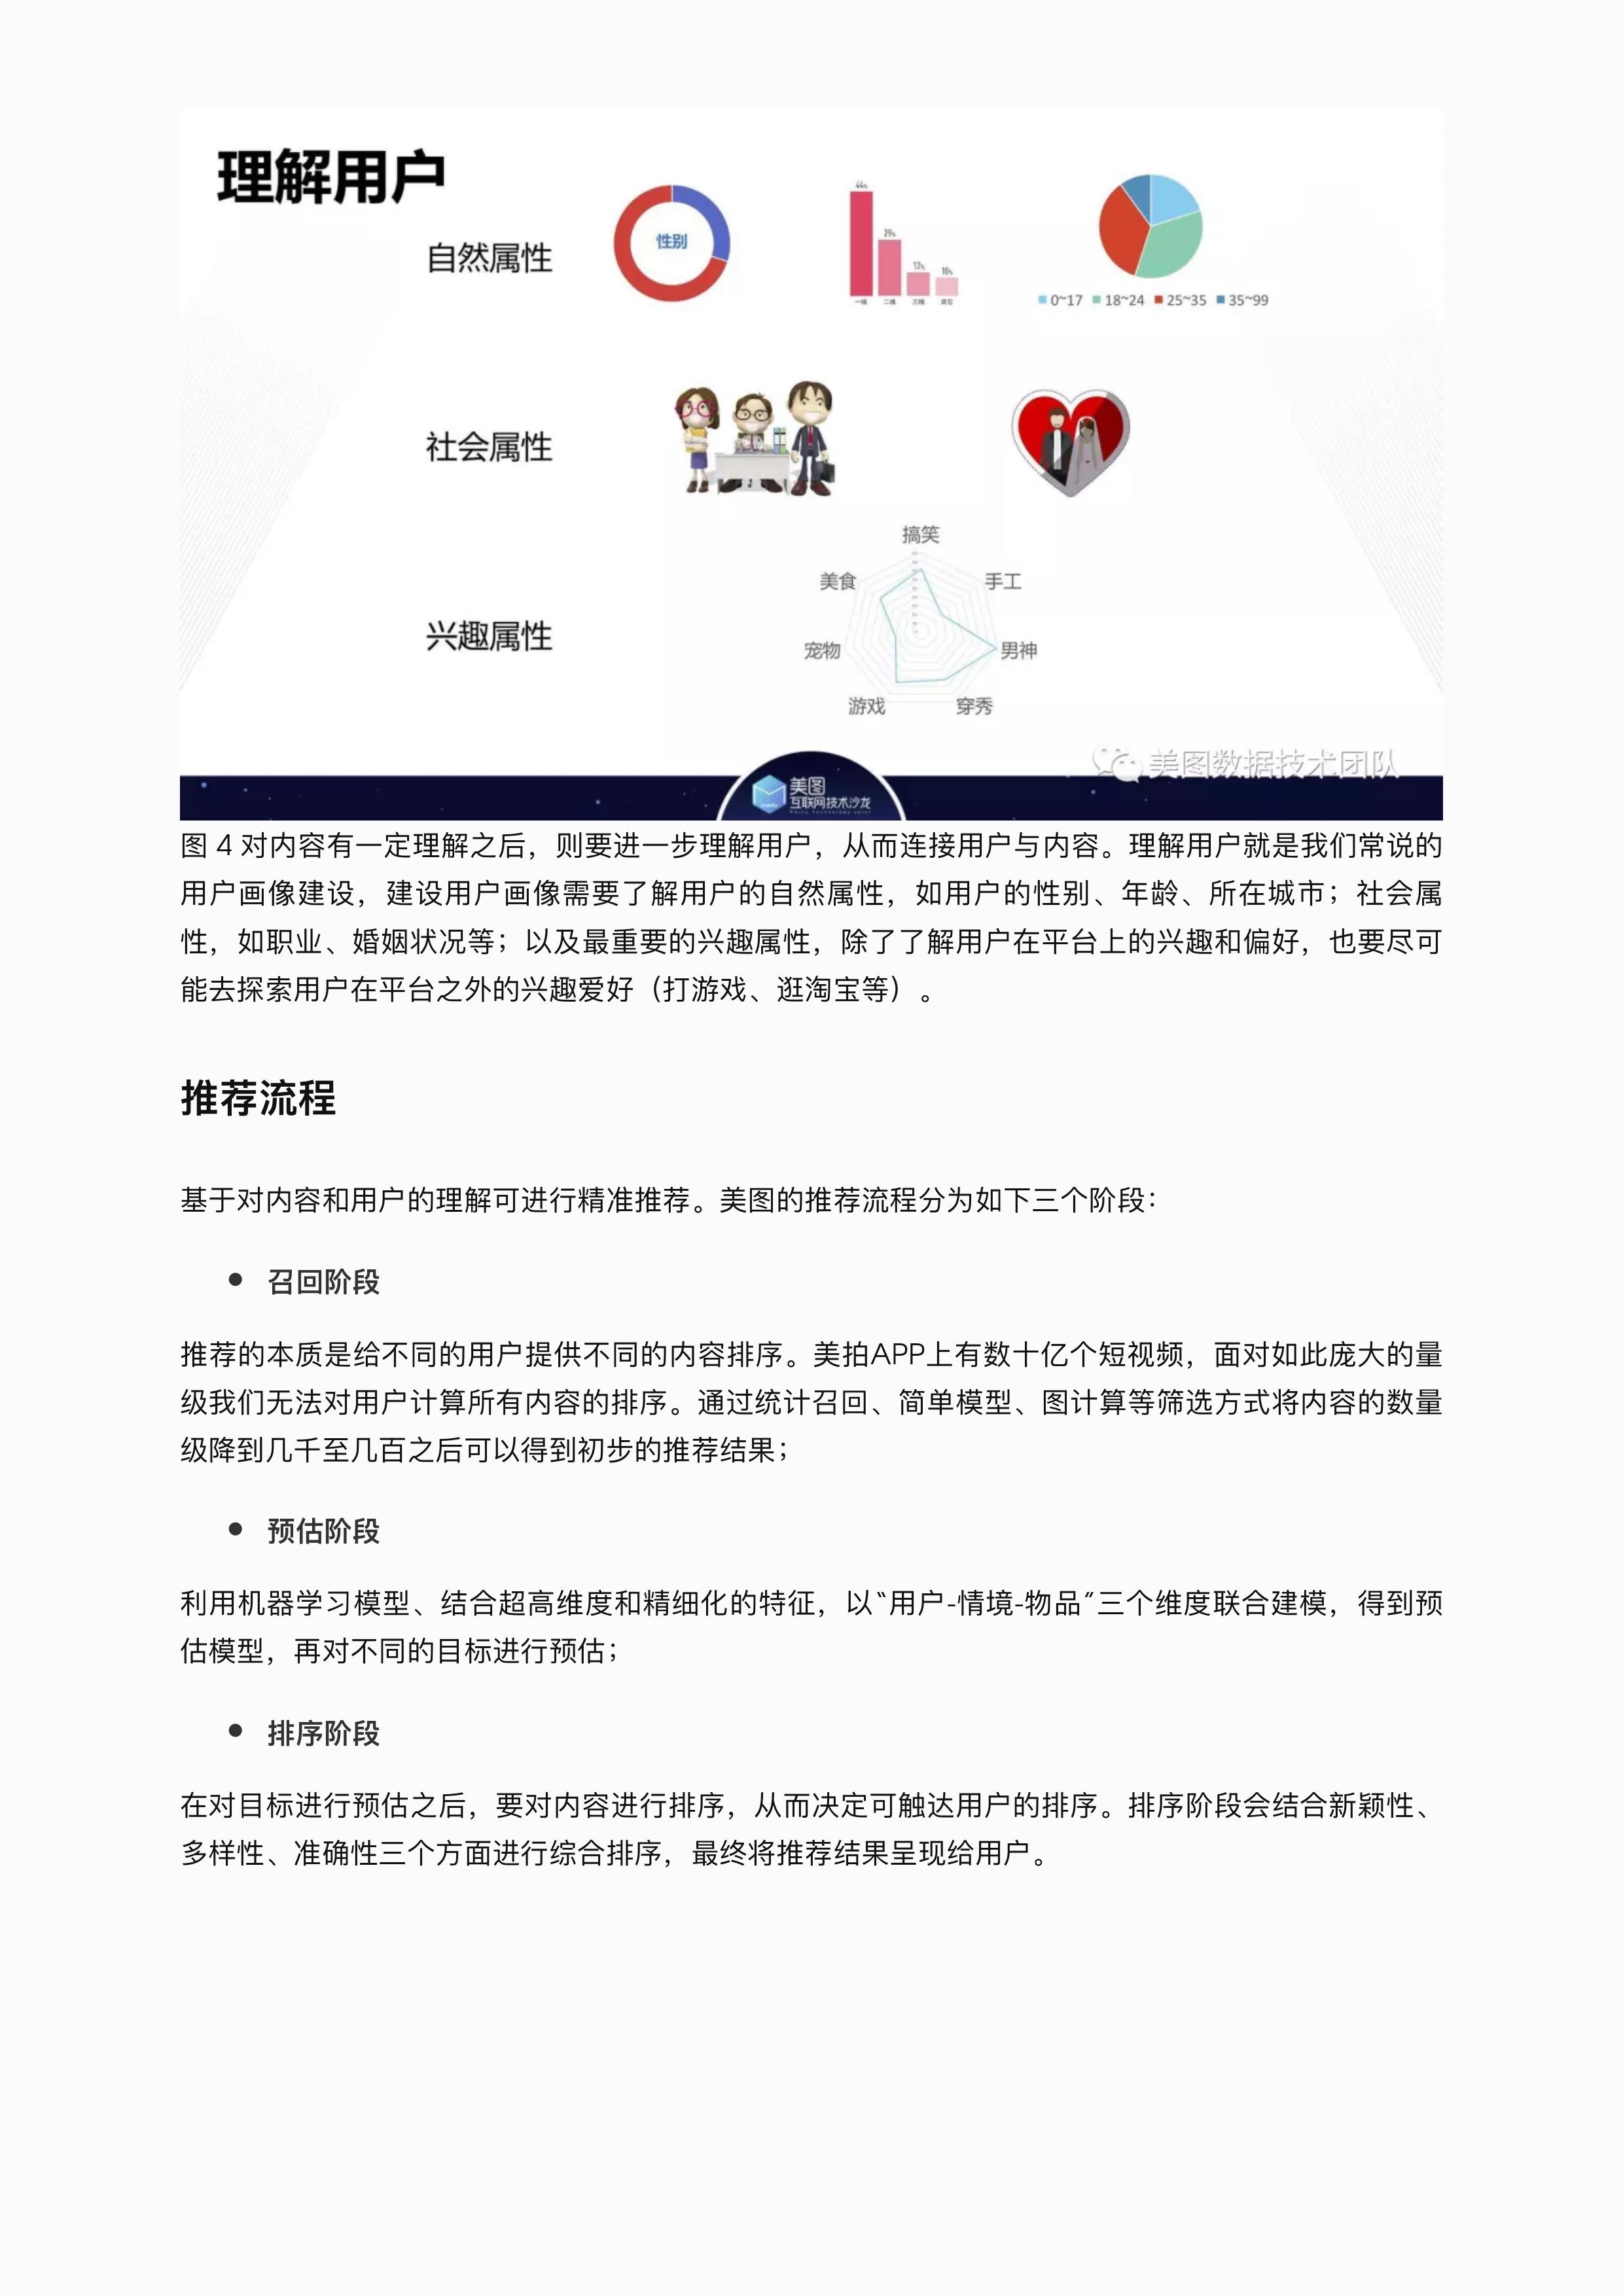 理解用户
自然属性
性别
44%
29%
12%
10%
一线 二线 三线 其它
0~17 18~24 25~35 35~99
社会属性
兴趣属性
搞笑
美食
手工
宠物
男神
游戏
穿秀
美图数据技术团队
美图
互联网技术沙龙
图 4 对内容有一定理解之后，则要进一步理解用户，从而连接用户与内容。理解用户就是我们常说的
用户画像建设，建设用户画像需要了解用户的自然属性，如用户的性别、年龄、所在城市；社会属
性，如职业、婚姻状况等；以及最重要的兴趣属性，除了了解用户在平台上的兴趣和偏好，也要尽可
能去探索用户在平台之外的兴趣爱好（打游戏、逛淘宝等）。
推荐流程
基于对内容和用户的理解可进行精准推荐。美图的推荐流程分为如下三个阶段：
● 召回阶段
推荐的本质是给不同的用户提供不同的内容排序。美拍APP上有数十亿个短视频，面对如此庞大的量
级我们无法对用户计算所有内容的排序。通过统计召回、简单模型、图计算等筛选方式将内容的数量
级降到几千至几百之后可以得到初步的推荐结果；
● 预估阶段
利用机器学习模型、结合超高维度和精细化的特征，以“用户-情境-物品”三个维度联合建模，得到预
估模型，再对不同的目标进行预估；
● 排序阶段
在对目标进行预估之后，要对内容进行排序，从而决定可触达用户的排序。排序阶段会结合新颖性、
多样性、准确性三个方面进行综合排序，最终将推荐结果呈现给用户。